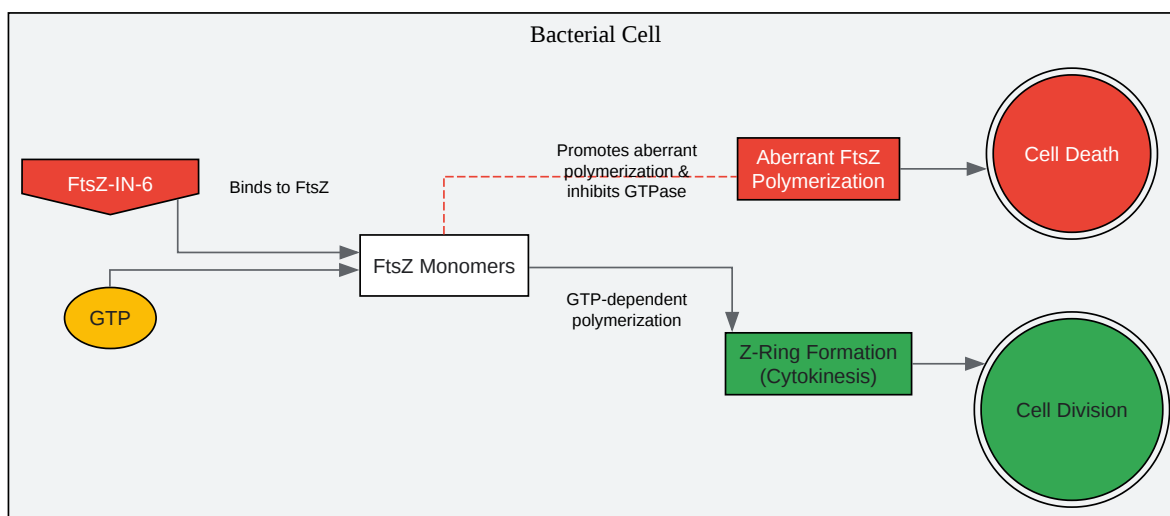 Bacterial Cell
FtsZ-IN-6
Binds to FtsZ
Promotes aberrant
polymerization &
inhibits GTPase
Aberrant FtsZ
Polymerization
Cell Death
FtsZ Monomers
GTP
GTP-dependent
polymerization
Z-Ring Formation
(Cytokinesis)
Cell Division